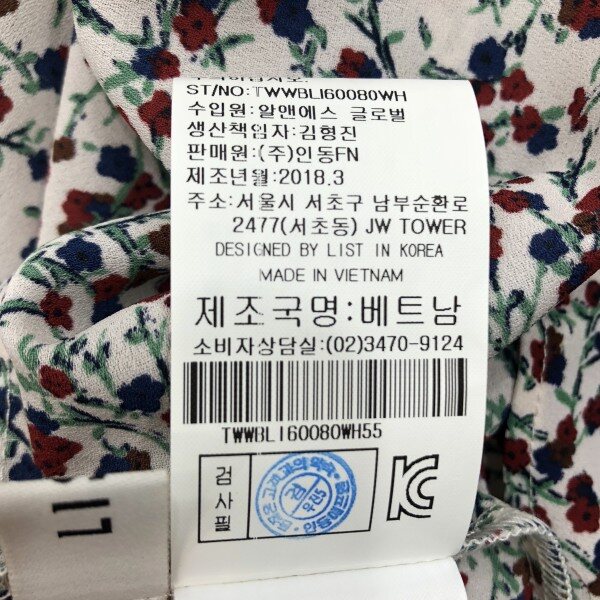 ST/NO:TWWBLI60080WH
수입원:알앤에스 글로벌
생산책임자:김형진
판매원:(주)인동FN
제조년월:2018.3
주소:서울시 서초구 남부순환로
2477(서초동) JW TOWER
DESIGNED BY LIST IN KOREA
MADE IN VIETNAM
제조국명:베트남
소비자상담실:(02)3470-9124
TWWBLI60080WH55
검사필
검
LI